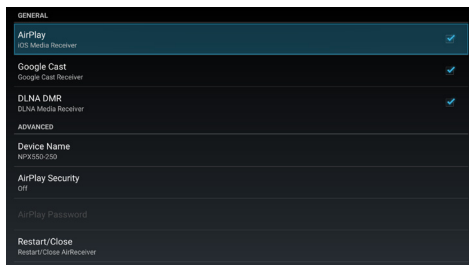 GENERAL
AirPlay
iOS Media Receiver
Google Cast
Google Cast Receiver
DLNA DMR
DLNA Media Receiver
ADVANCED
Device Name
NPX550-250
AirPlay Security
Off
AirPlay Password
Restart/Close
Restart/Close AirReceiver